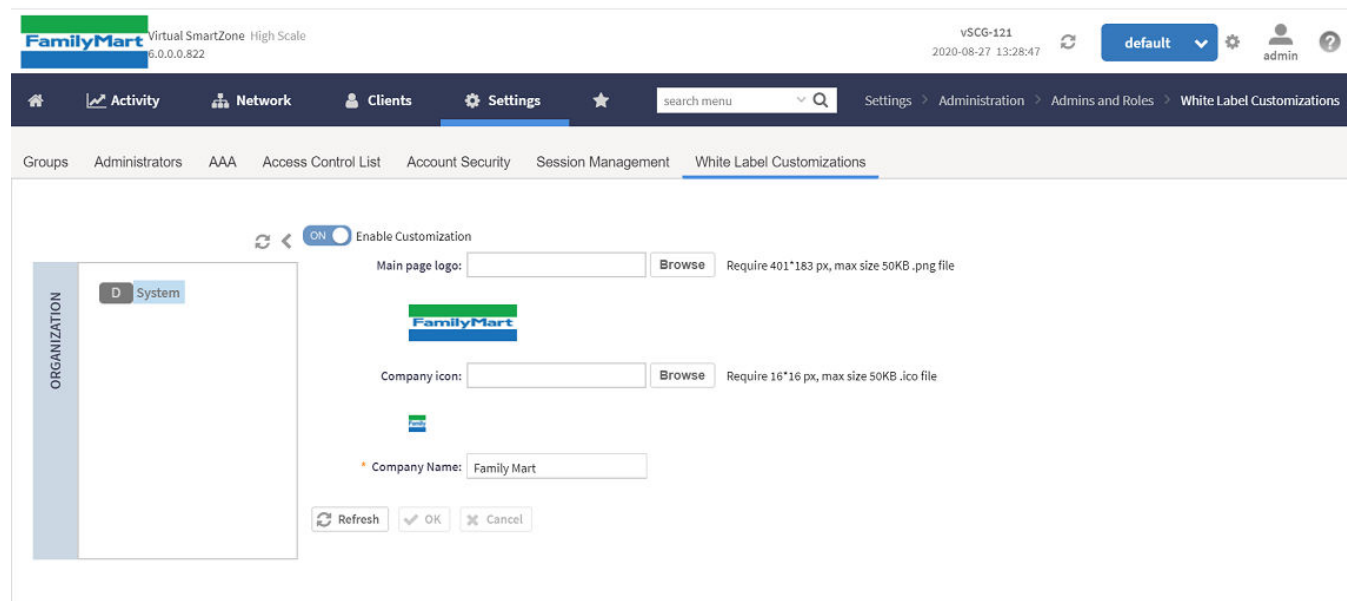 FamilyMart Virtual SmartZone High Scale
6.0.0.0.822
vSCG-121
2020-08-27 13:28:47
default
admin
Activity Network Clients Settings search menu Settings > Administration > Admins and Roles > White Label Customizations
Groups Administrators AAA Access Control List Account Security Session Management White Label Customizations
ON Enable Customization
Main page logo: Browse Require 401*183 px, max size 50KB .png file
ORGANIZATION
D System
FamilyMart
Company icon: Browse Require 16*16 px, max size 50KB .ico file
Family
* Company Name: Family Mart
Refresh OK Cancel